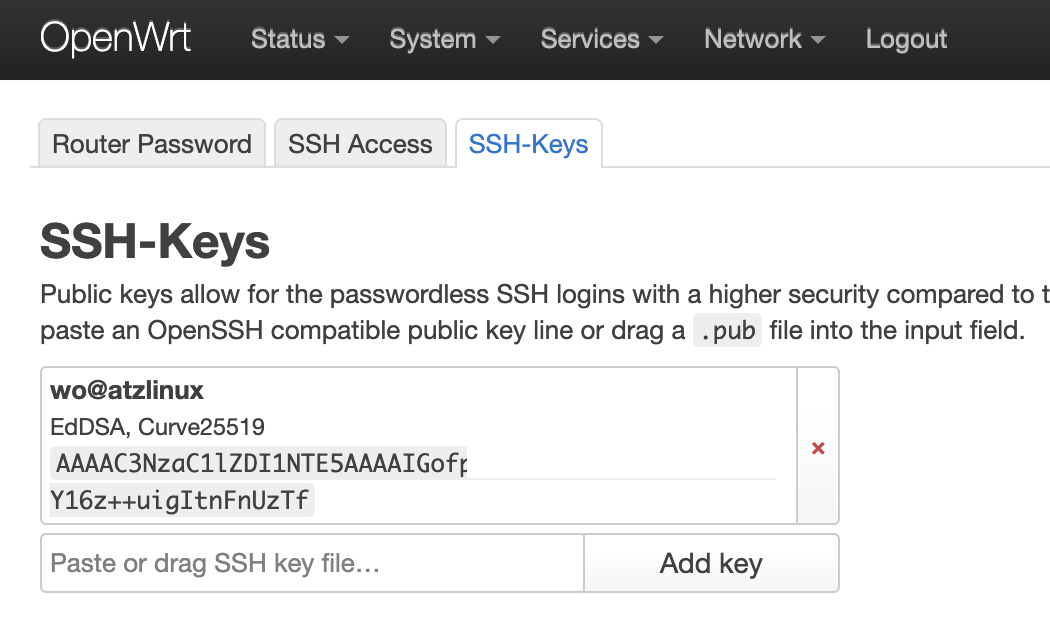 OpenWrt Status System Services Network Logout
Router Password SSH Access SSH-Keys
SSH-Keys
Public keys allow for the passwordless SSH logins with a higher security compared to t
paste an OpenSSH compatible public key line or drag a .pub file into the input field.
wo@atzlinux
EdDSA, Curve25519
AAAAC3NzaC1lZDI1NTE5AAAAIGofp
Y16z++uigItnFnUzTf
×
Paste or drag SSH key file…
Add key